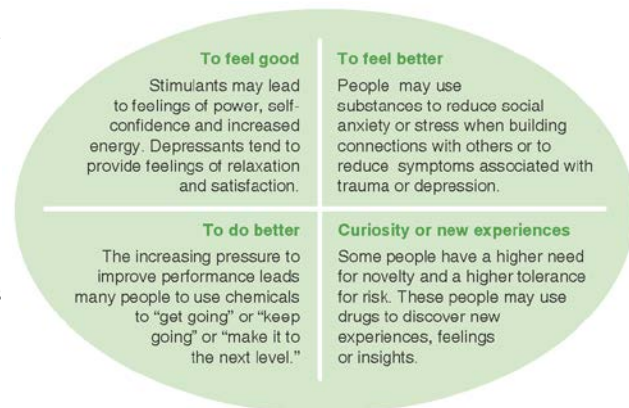 To feel good
Stimulants may lead
to feelings of power, self-
confidence and increased
energy. Depressants tend to
provide feelings of relaxation
and satisfaction.
To feel better
People may use
substances to reduce social
anxiety or stress when building
connections with others or to
reduce symptoms associated with
trauma or depression.
To do better
The increasing pressure to
improve performance leads
many people to use chemicals
to “get going” or “keep
going” or “make it to
the next level.”
Curiosity or new experiences
Some people have a higher need
for novelty and a higher tolerance
for risk. These people may use
drugs to discover new
experiences, feelings
or insights.